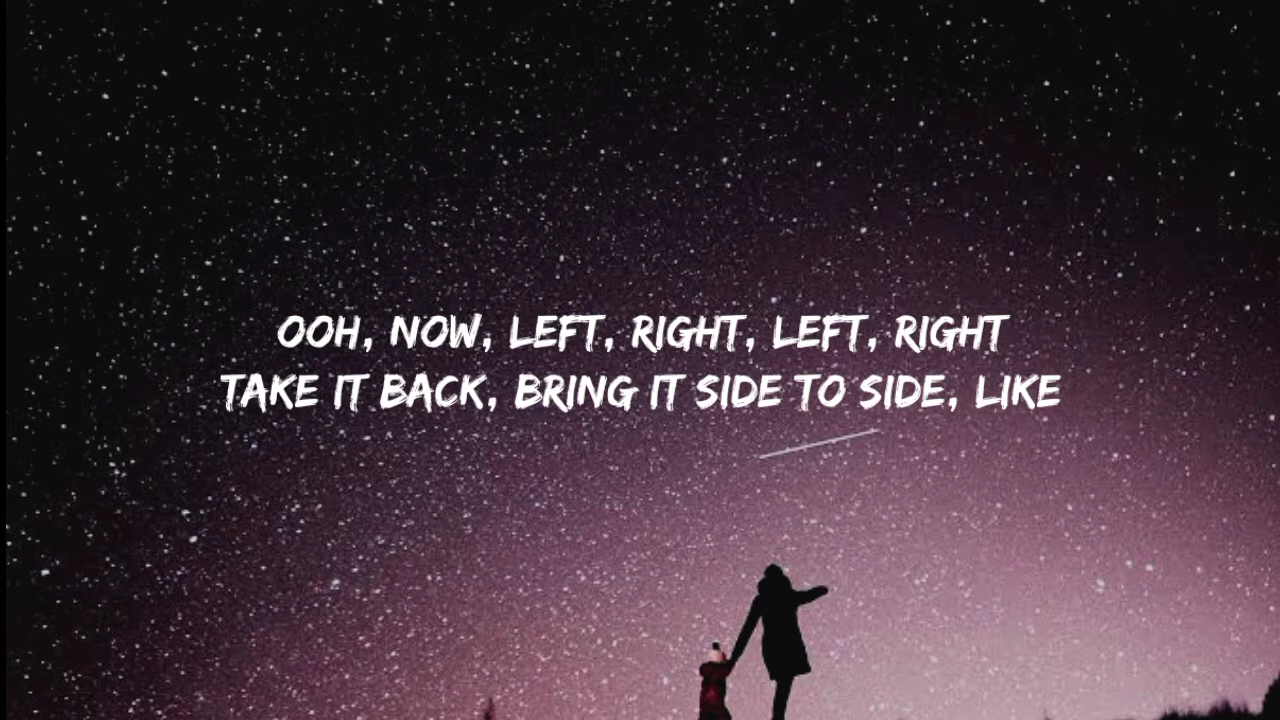 OOH, NOW, LEFT, RIGHT, LEFT, RIGHT
TAKE IT BACK, BRING IT SIDE TO SIDE, LIKE